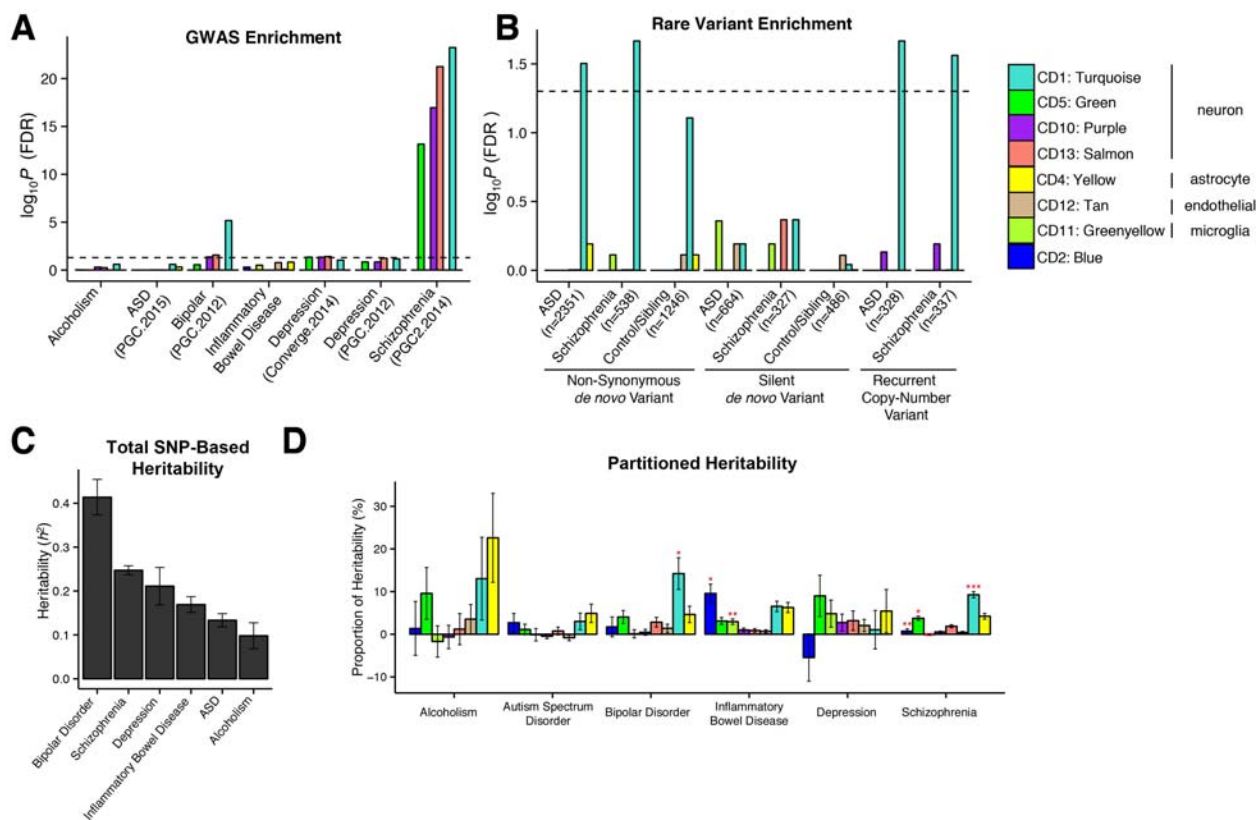 A
GWAS Enrichment
log10P (FDR)
20
15
10
5
0
Alcoholism
ASD
(PGC.2015)
Bipolar
(PGC.2012)
Inflammatory
Bowel Disease
Depression
(Converge.2014)
Depression
(PGC.2012)
Schizophrenia
(PGC2.2014)
B
Rare Variant Enrichment
log10P (FDR )
1.5
1.0
0.5
0.0
ASD
(n=2351)
Schizophrenia
(n=538)
Control/Sibling
(n=1246)
ASD
(n=664)
Schizophrenia
(n=327)
Control/Sibling
(n=486)
ASD
(n=328)
Schizophrenia
(n=337)
Non-Synonymous
de novo Variant
Silent
de novo Variant
Recurrent
Copy-Number
Variant
CD1: Turquoise
CD5: Green
CD10: Purple
CD13: Salmon
CD4: Yellow
CD12: Tan
CD11: Greenyellow
CD2: Blue
neuron
astrocyte
endothelial
microglia
C
Total SNP-Based
Heritability
Heritability (h2)
0.4
0.3
0.2
0.1
0.0
Bipolar Disorder
Schizophrenia
Depression
Inflammatory Bowel Disease
ASD
Alcoholism
D
Partitioned Heritability
Proportion of Heritability (%)
30
20
10
0
−10
*
*
**
**
*
***
Alcoholism
Autism Spectrum
Disorder
Bipolar Disorder
Inflammatory
Bowel Disease
Depression
Schizophrenia